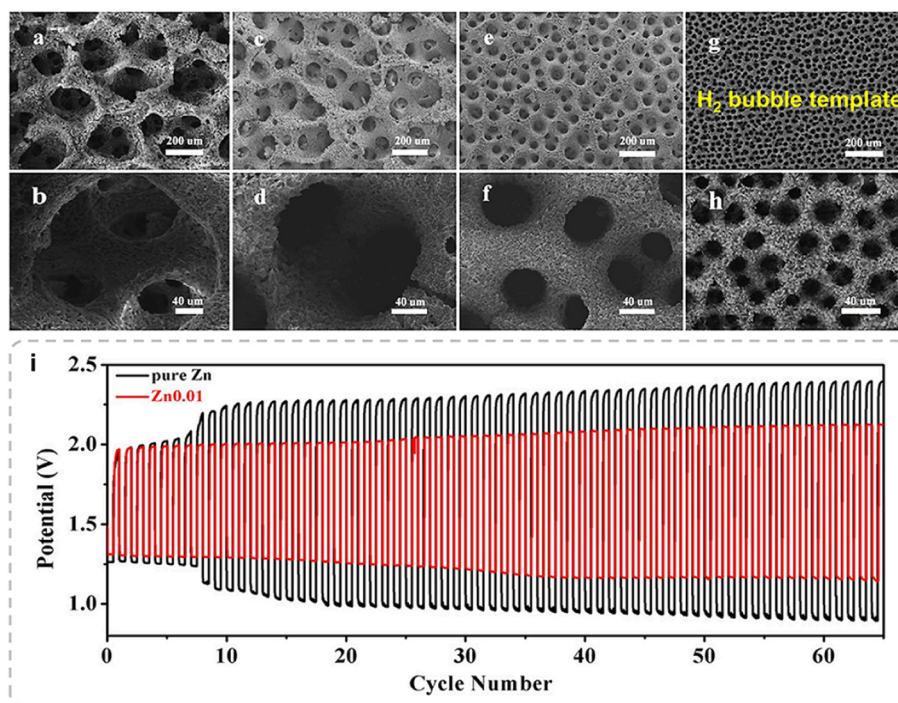 a
200 um
c
200 um
e
200 um
g
H2 bubble template
200 um
b
40 um
d
40 um
f
40 um
h
40 um
i
pure Zn
Zn0.01
2.5
2.0
1.5
1.0
Potential (V)
0 10 20 30 40 50 60
Cycle Number